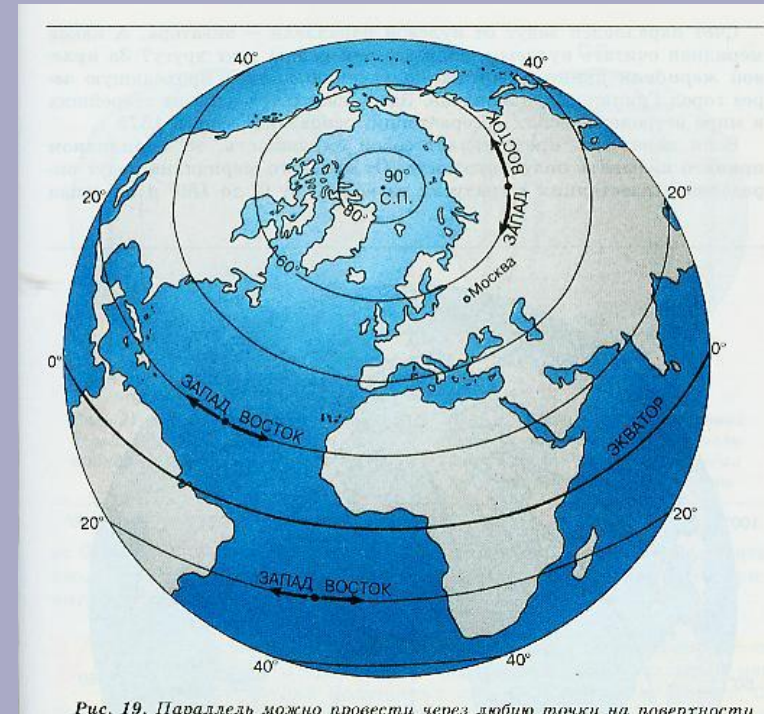 40° 40°
ВОСТОК
90°
С.П.
80°
20° 20°
ЗАПАД
60°
Москва
0° 0°
ЗАПАД ВОСТОК
ЭКВАТОР
20° 20°
ЗАПАД ВОСТОК
40° 40°
Рис. 19. Параллель можно провести через любую точку на поверхности